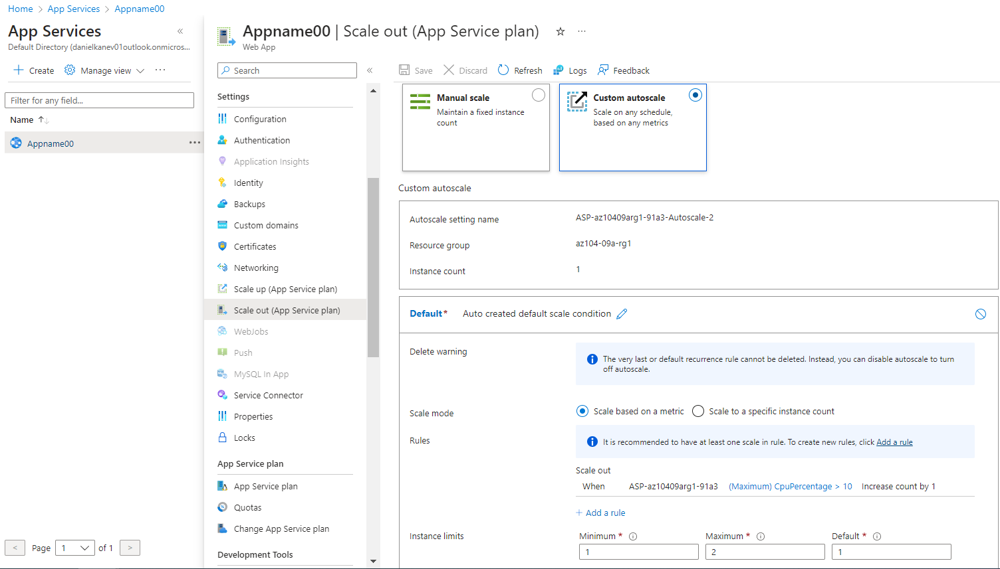 Home > App Services > Appname00
App Services
«
Default Directory (danielkanev01outlook.onmicros...
+ Create
Manage view
...
Filter for any field...
Name ↑↓
Appname00
...
< Page 1 of 1 >
Appname00 | Scale out (App Service plan)
☆ ...
Web App
Search
«
Settings
Configuration
Authentication
Application Insights
Identity
Backups
Custom domains
Certificates
Networking
Scale up (App Service plan)
Scale out (App Service plan)
WebJobs
Push
MySQL In App
Service Connector
Properties
Locks
App Service plan
App Service plan
Quotas
Change App Service plan
Development Tools
Save
Discard
Refresh
Logs
Feedback
Manual scale
Maintain a fixed instance
count
Custom autoscale
Scale on any schedule,
based on any metrics
Custom autoscale
Autoscale setting name
ASP-az10409arg1-91a3-Autoscale-2
Resource group
az104-09a-rg1
Instance count
1
Default* Auto created default scale condition
Delete warning
The very last or default recurrence rule cannot be deleted. Instead, you can disable autoscale to turn
off autoscale.
Scale mode
Scale based on a metric
Scale to a specific instance count
Rules
It is recommended to have at least one scale in rule. To create new rules, click Add a rule
Scale out
When ASP-az10409arg1-91a3 (Maximum) CpuPercentage > 10 Increase count by 1
+ Add a rule
Instance limits
Minimum *
1
Maximum *
2
Default *
1